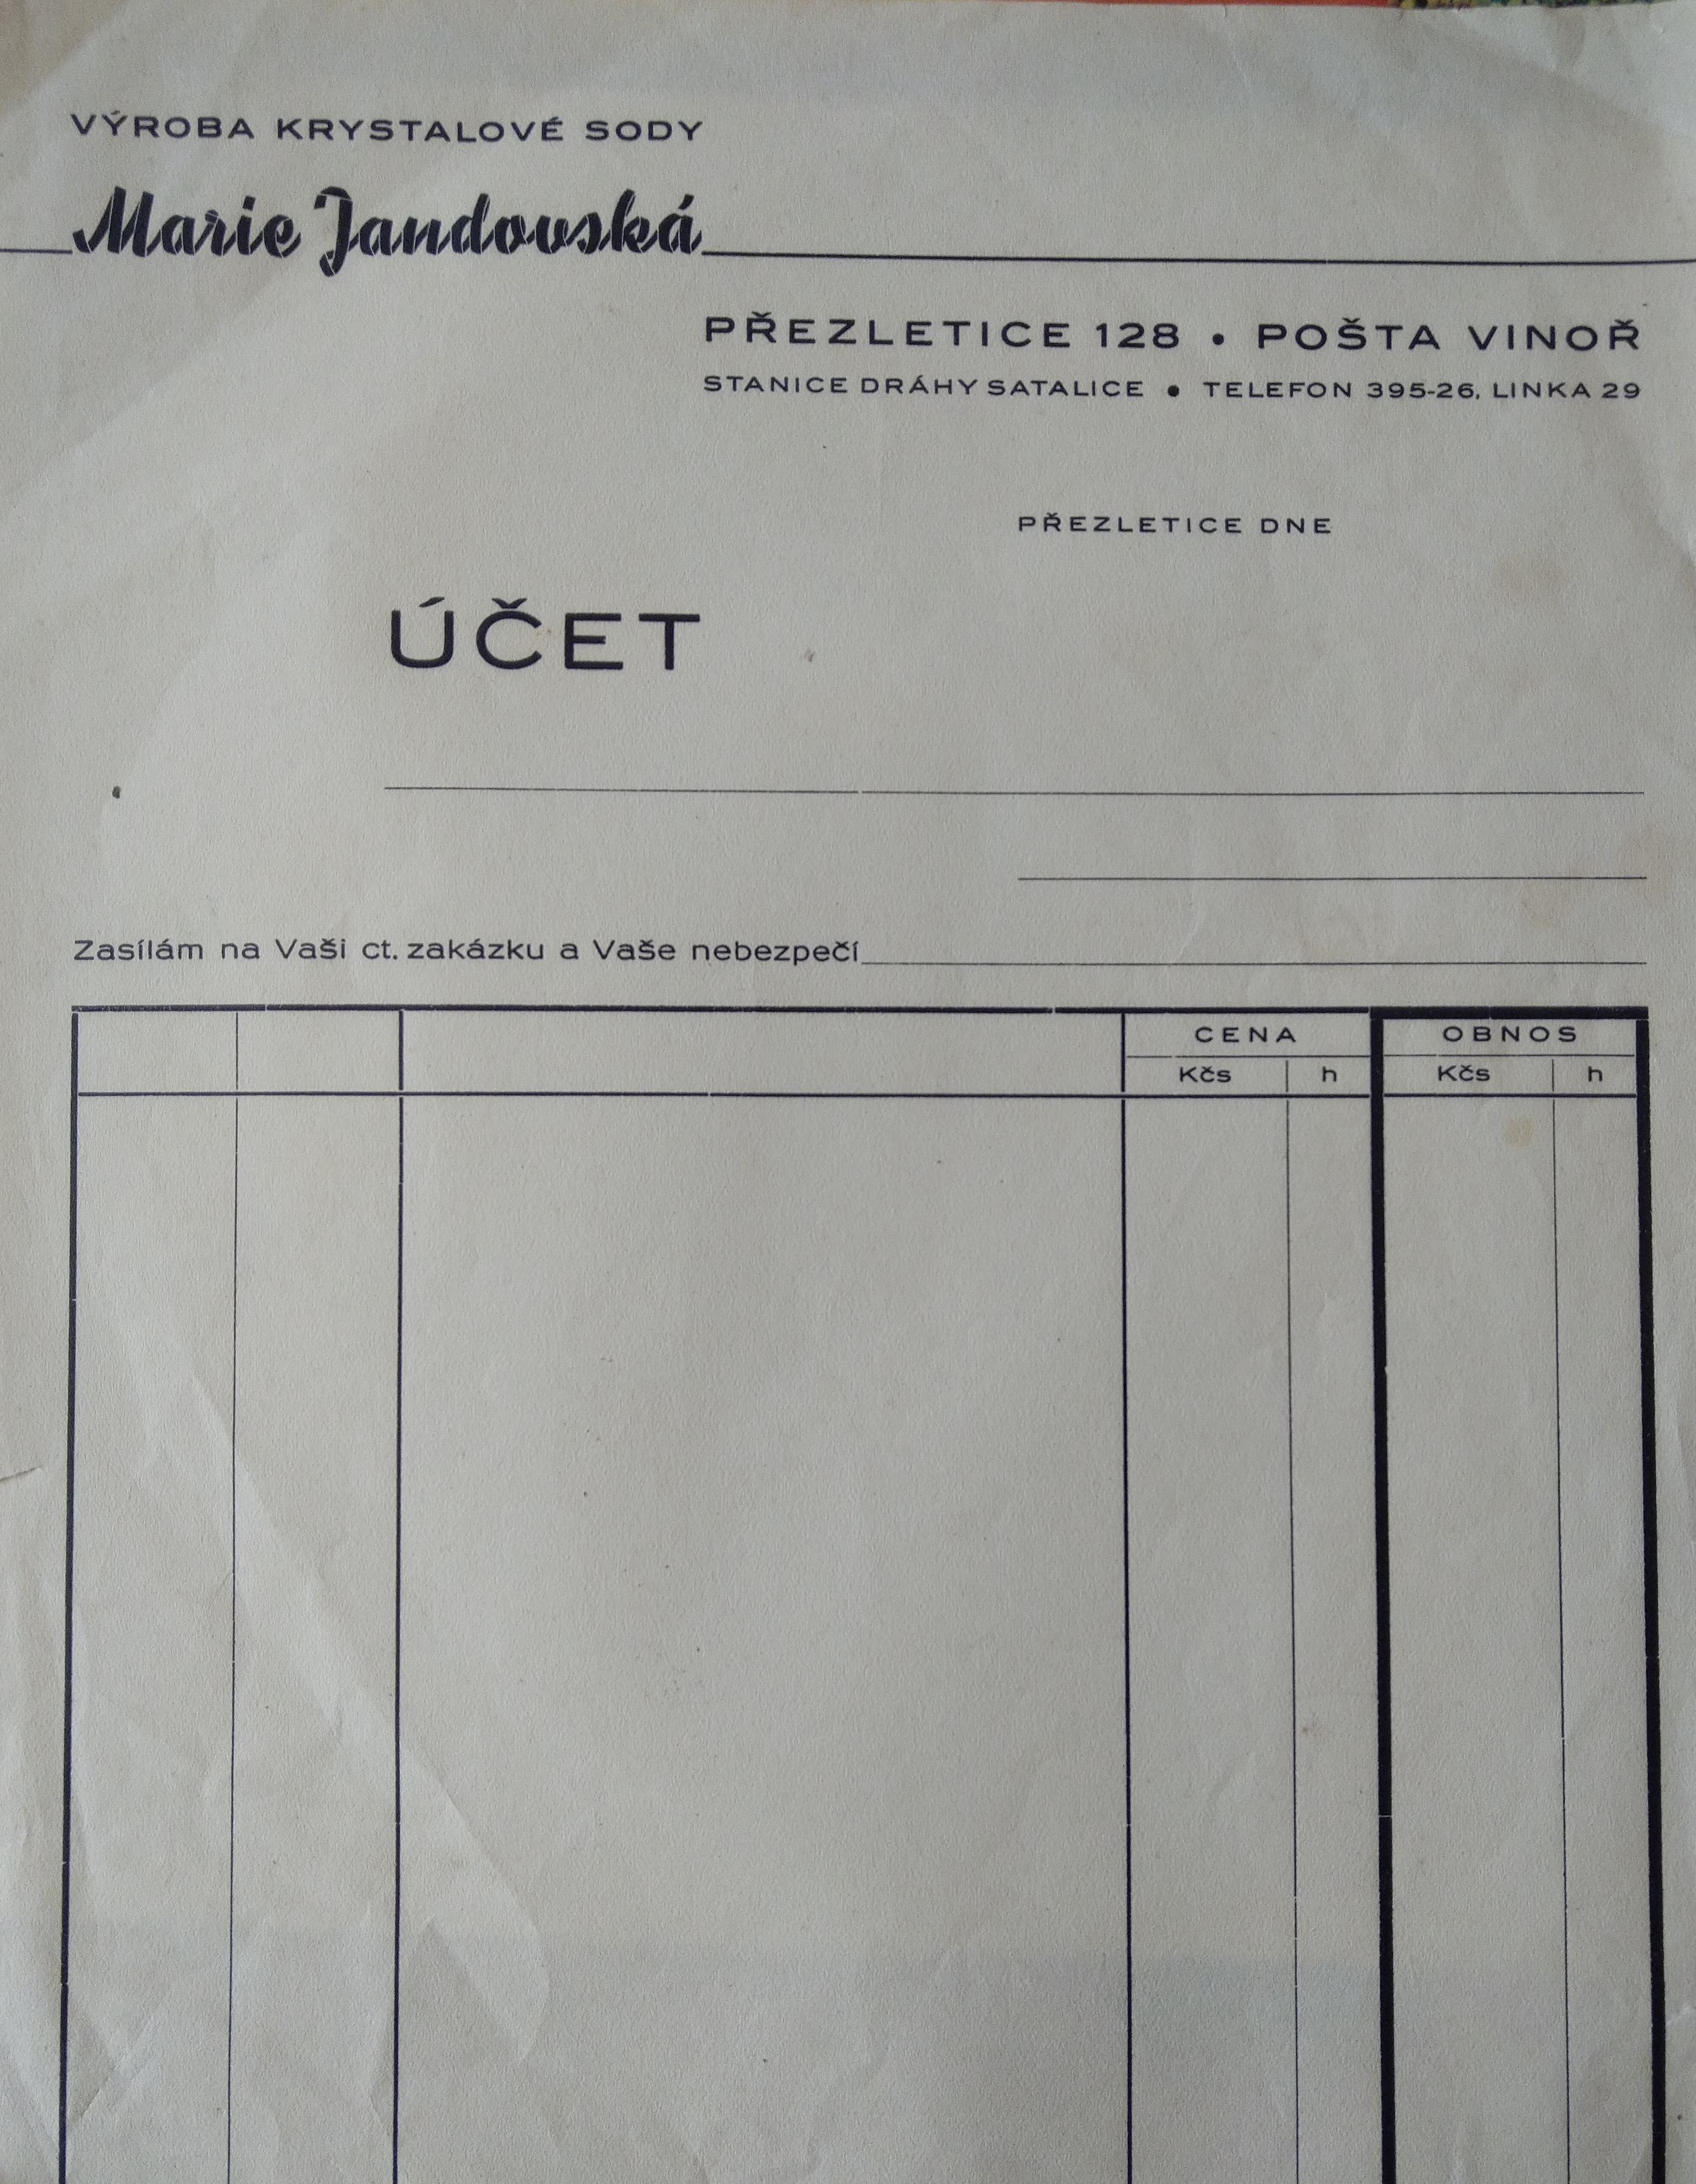 VÝROBA KRYSTALOVÉ SODY
Marie Jandovská
PŘEZLETICE 128 • POŠTA VINOŘ
STANICE DRÁHY SATALICE • TELEFON 395-26, LINKA 29
PŘEZLETICE DNE
ÚČET
Zasílám na Vaši ct. zakázku a Vaše nebezpečí
CENA OBNOS
Kčs h Kčs h